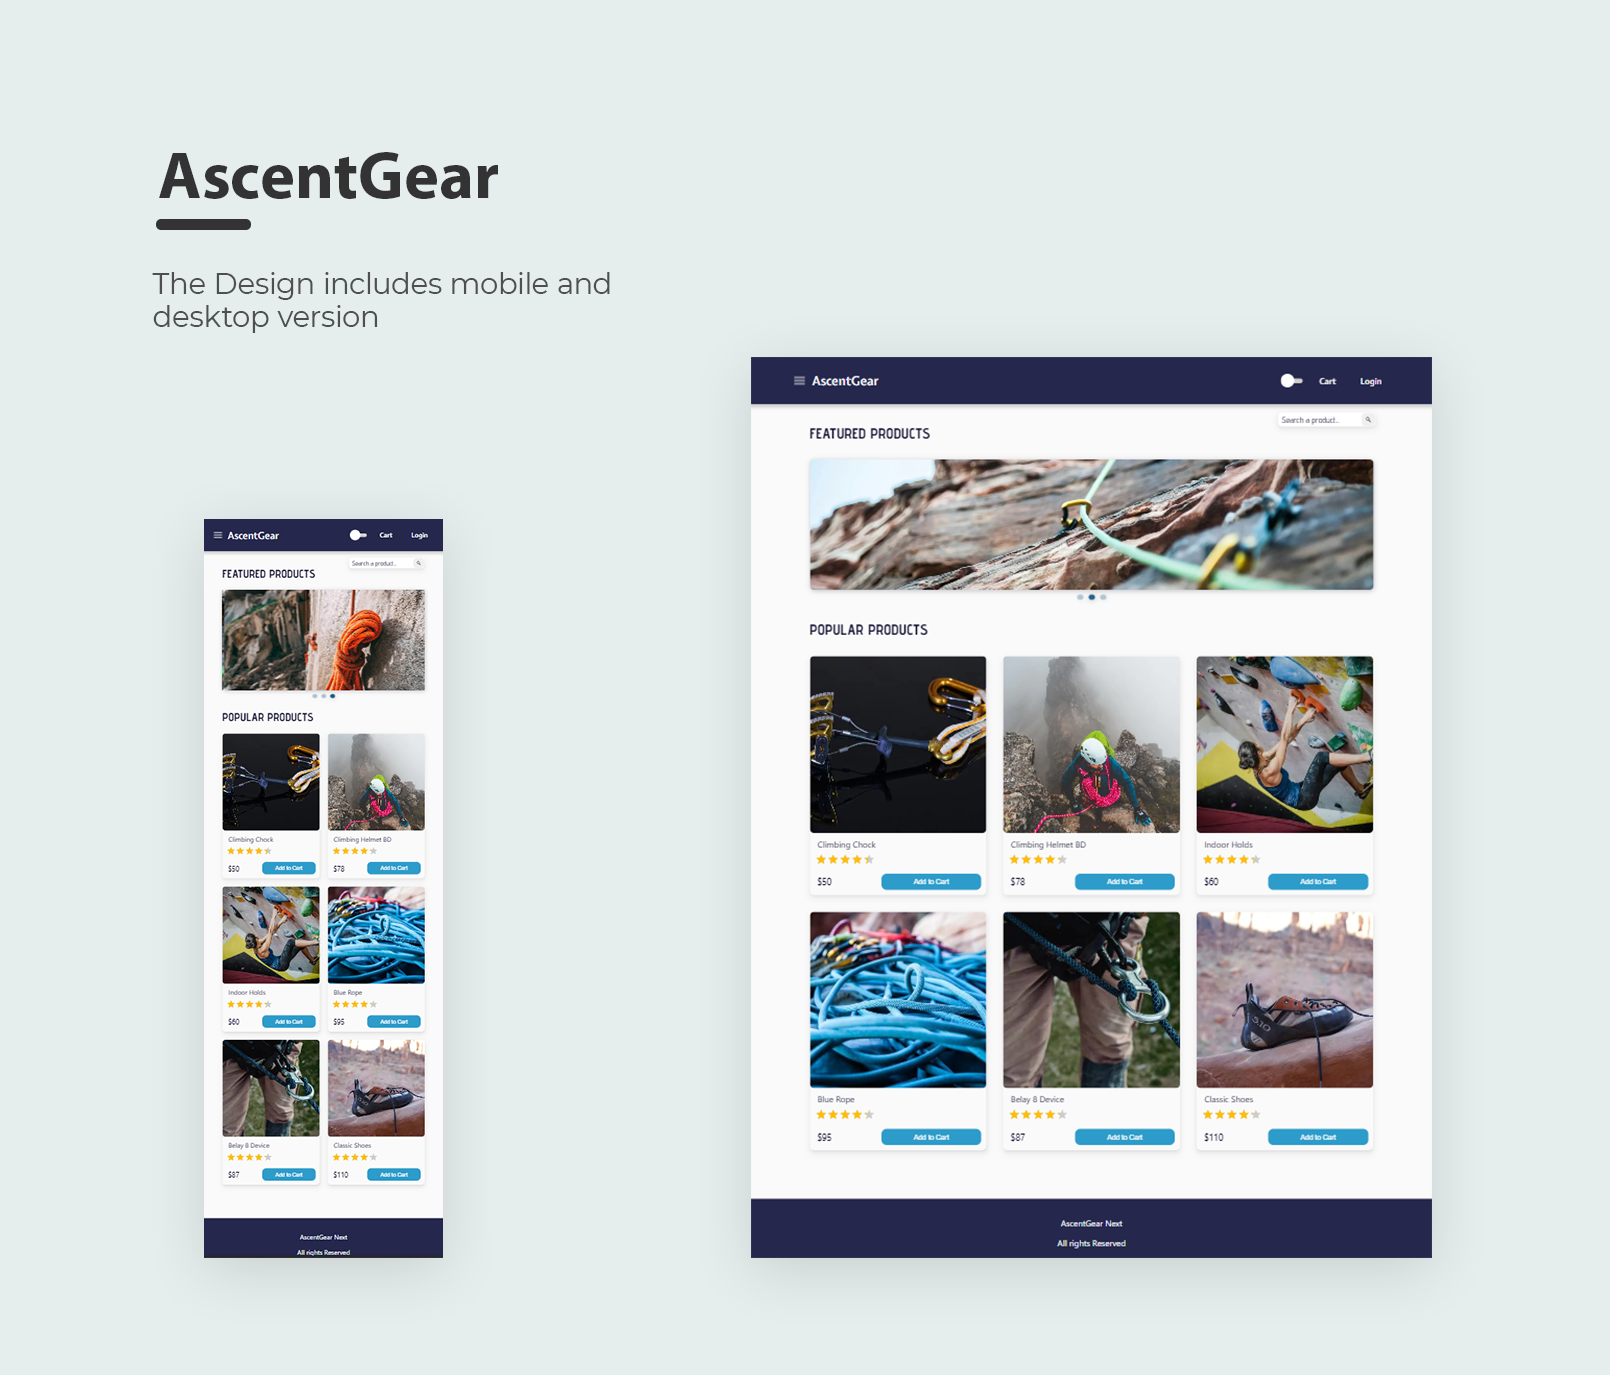 AscentGear
The Design includes mobile and
desktop version
AscentGear
Cart
Login
Search a product...
FEATURED PRODUCTS
POPULAR PRODUCTS
Climbing Chock
Climbing Helmet BD
$50
Add to Cart
$78
Add to Cart
Indoor Holds
Blue Rope
$60
Add to Cart
$95
Add to Cart
Belay 8 Device
Classic Shoes
$87
Add to Cart
$110
Add to Cart
AscentGear Next
All rights Reserved
AscentGear
Cart
Login
Search a product...
FEATURED PRODUCTS
POPULAR PRODUCTS
Climbing Chock
Climbing Helmet BD
Indoor Holds
$50
Add to Cart
$78
Add to Cart
$60
Add to Cart
Blue Rope
Belay 8 Device
Classic Shoes
5.10
$95
Add to Cart
$87
Add to Cart
$110
Add to Cart
AscentGear Next
All rights Reserved